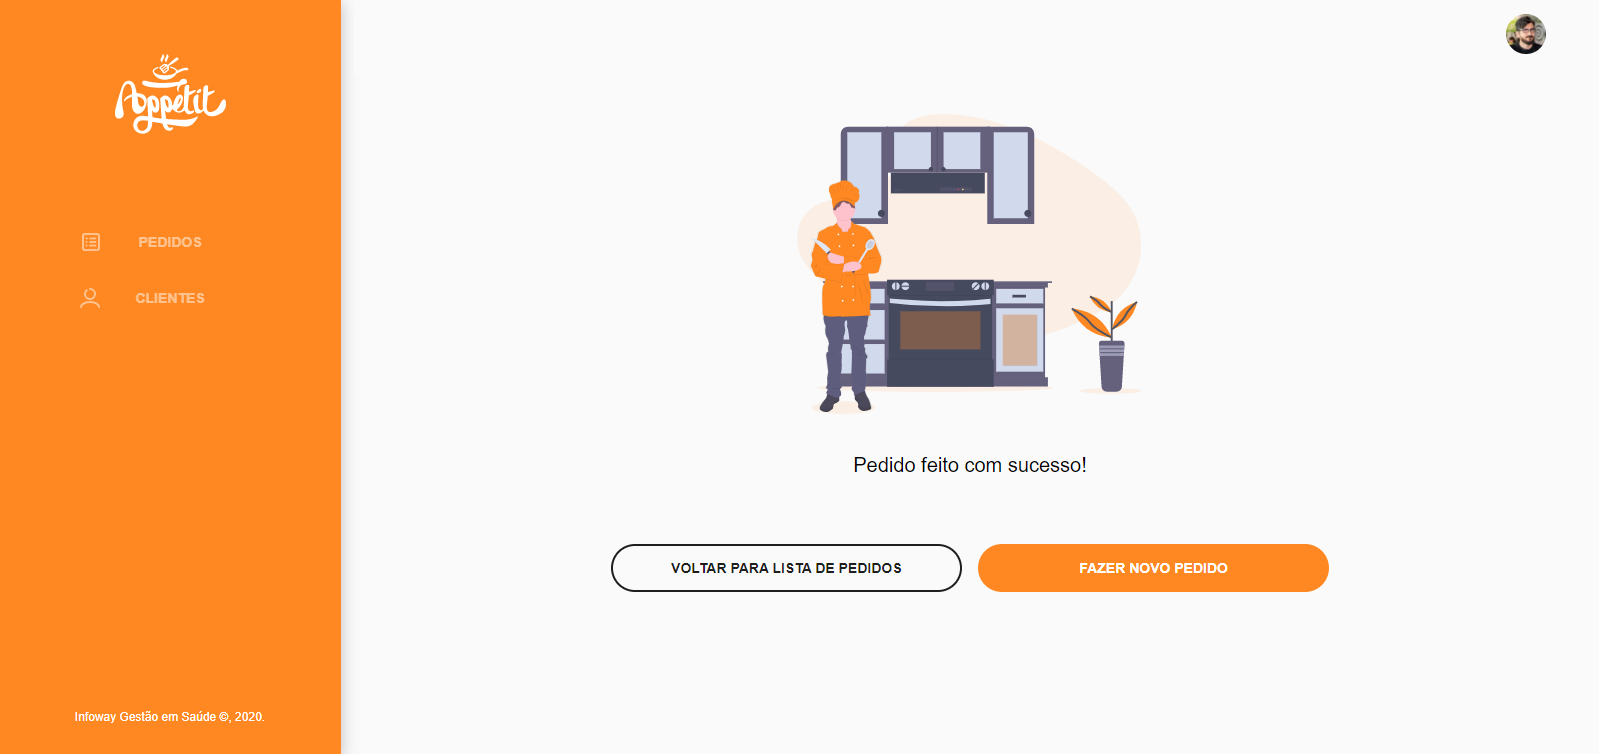 Appetit
PEDIDOS
CLIENTES
Pedido feito com sucesso!
VOLTAR PARA LISTA DE PEDIDOS
FAZER NOVO PEDIDO
Infoway Gestão em Saúde ©, 2020.